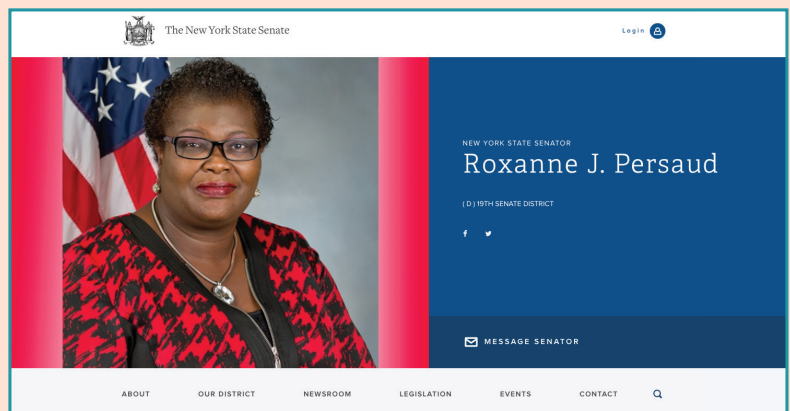 The New York State Senate
Login
NEW YORK STATE SENATOR
Roxanne J. Persaud
( D ) 19TH SENATE DISTRICT
MESSAGE SENATOR
ABOUT OUR DISTRICT NEWSROOM LEGISLATION EVENTS CONTACT